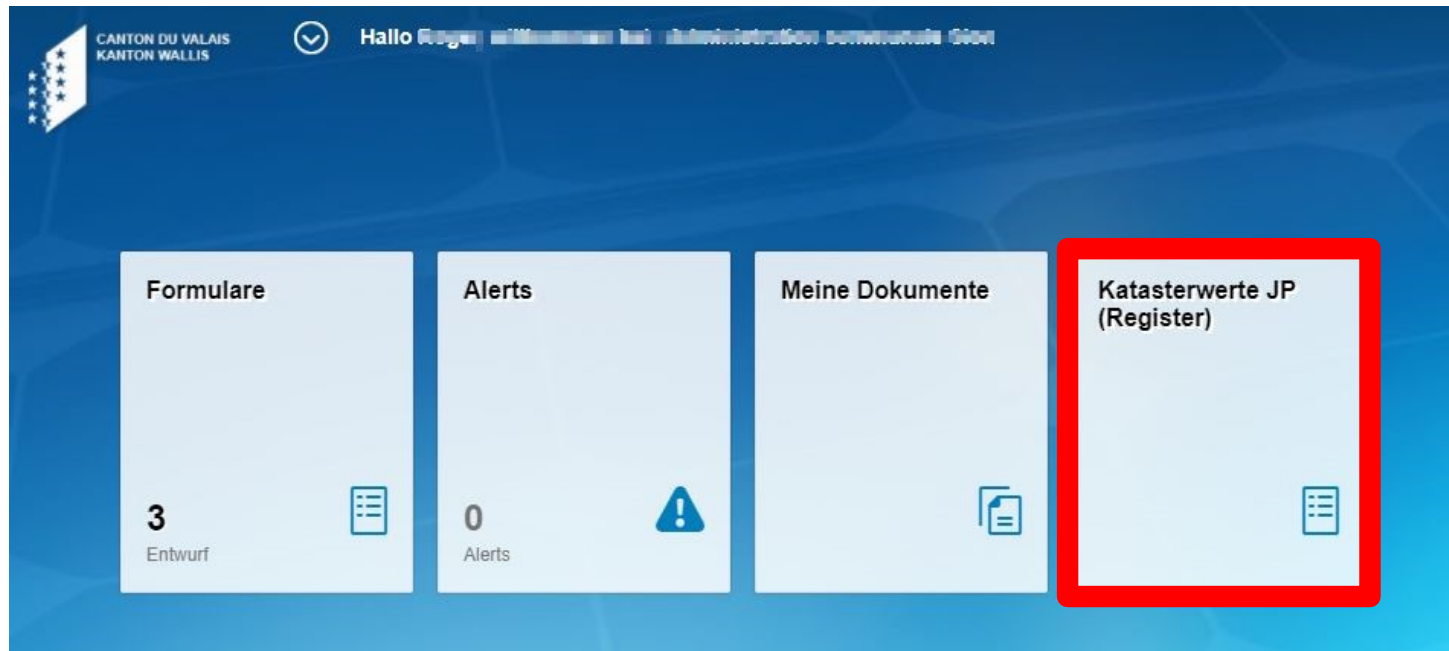 CANTON DU VALAIS
KANTON WALLIS
Hallo
Formulare
Alerts
Meine Dokumente
Katasterwerte JP
(Register)
3
Entwurf
0
Alerts